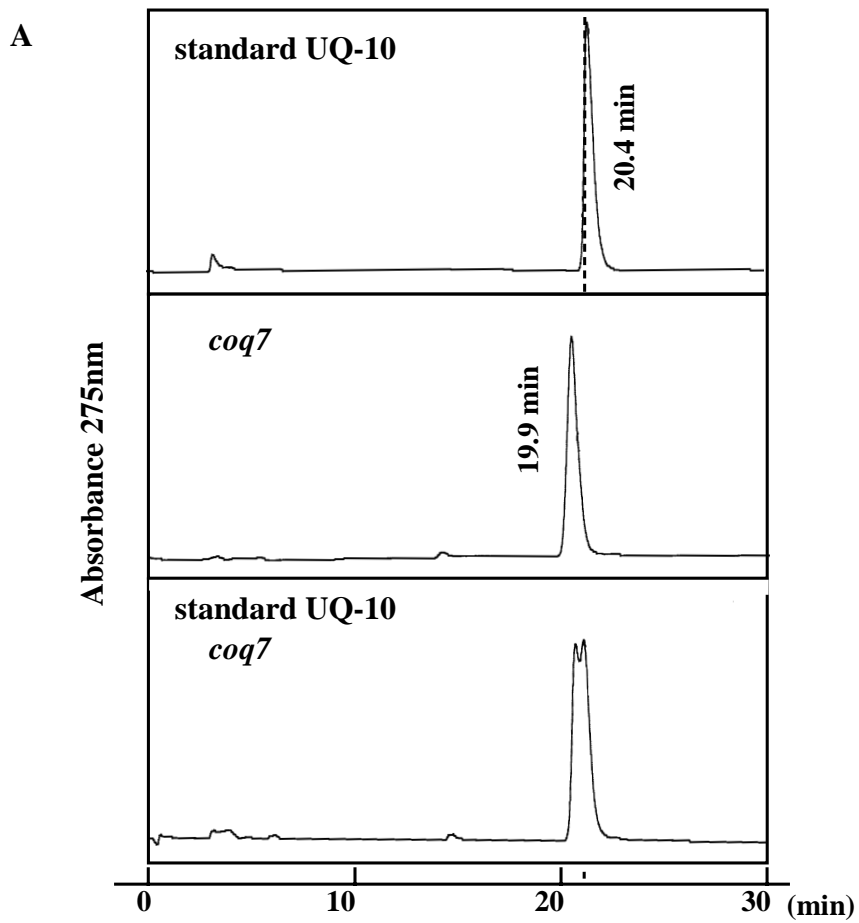 A
standard UQ-10
20.4 min
coq7
19.9 min
Absorbance 275nm
standard UQ-10
coq7
0 10 20 30 (min)